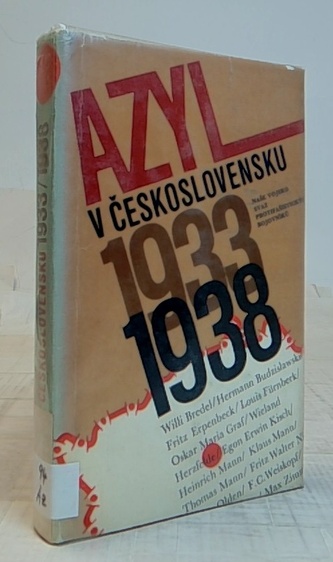 AZYL
V ČESKOSLOVENSKU
1933
NAŠE VOJSKO
SVAZ
PROTIFAŠISTICKÝCH
BOJOVNÍKŮ
1938
Willi Bredel/Hermann Budzislawski
Fritz Erpenbeck/Louis Fürnberg/
Oskar Maria Graf/Wieland
Herzfelde/Egon Erwin Kisch/
Heinrich Mann/Klaus Mann/
Thomas Mann/Fritz Walter N
Olden/F.C.Weiskopf/
/Max Zimm
ČESKOSLOVENSKU 1933/1938